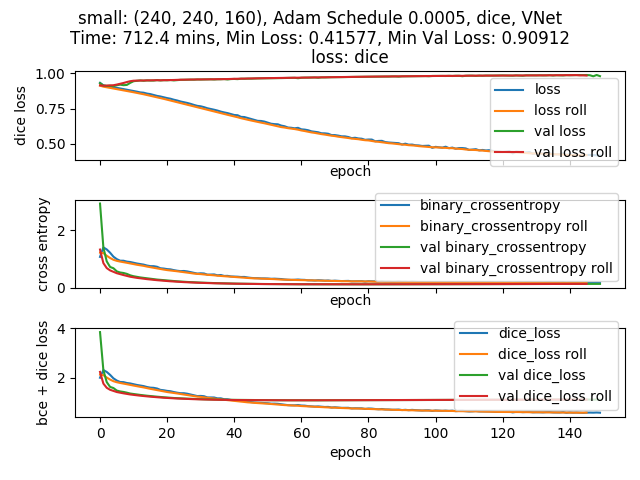 small: (240, 240, 160), Adam Schedule 0.0005, dice, VNet
Time: 712.4 mins, Min Loss: 0.41577, Min Val Loss: 0.90912
loss: dice
1.00
0.75
0.50
dice loss
loss
loss roll
val loss
val loss roll
epoch
2
0
cross entropy
binary_crossentropy
binary_crossentropy roll
val binary_crossentropy
val binary_crossentropy roll
epoch
4
2
bce + dice loss
dice_loss
dice_loss roll
val dice_loss
val dice_loss roll
0 20 40 60 80 100 120 140
epoch